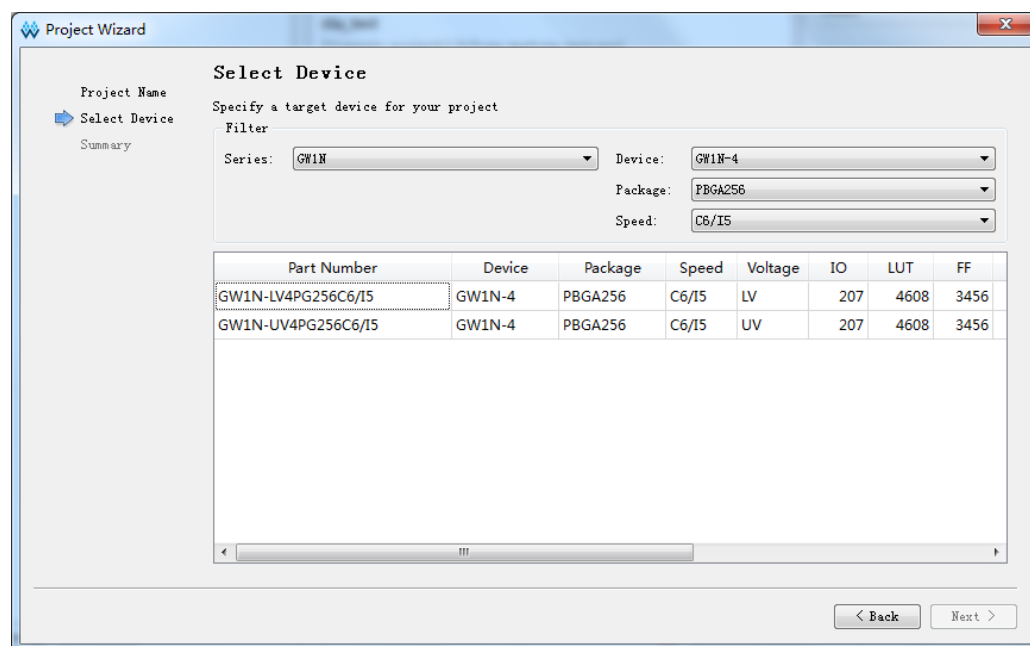 Project Wizard
Select Device
Project Name
Specify a target device for your project
Select Device
Filter
Summary
Series: GW1N Device: GW1N-4
Package: PBGA256
Speed: C6/I5
Part Number Device Package Speed Voltage IO LUT FF
GW1N-LV4PG256C6/I5 GW1N-4 PBGA256 C6/I5 LV 207 4608 3456
GW1N-UV4PG256C6/I5 GW1N-4 PBGA256 C6/I5 UV 207 4608 3456
< Back Next >